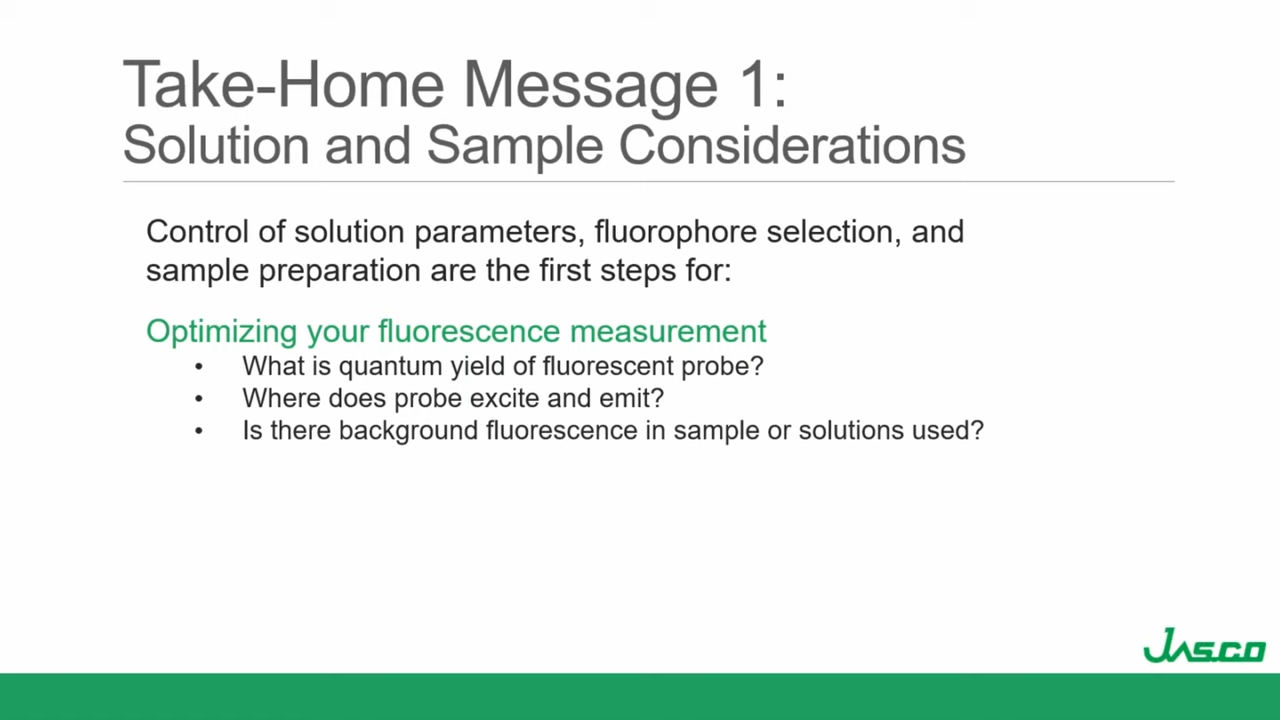 Take-Home Message 1:
Solution and Sample Considerations
Control of solution parameters, fluorophore selection, and
sample preparation are the first steps for:
Optimizing your fluorescence measurement
• What is quantum yield of fluorescent probe?
• Where does probe excite and emit?
• Is there background fluorescence in sample or solutions used?
JASCO